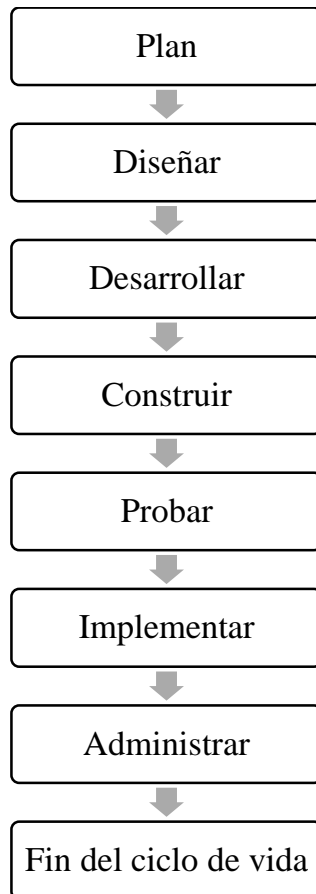 Plan
Diseñar
Desarrollar
Construir
Probar
Implementar
Administrar
Fin del ciclo de vida